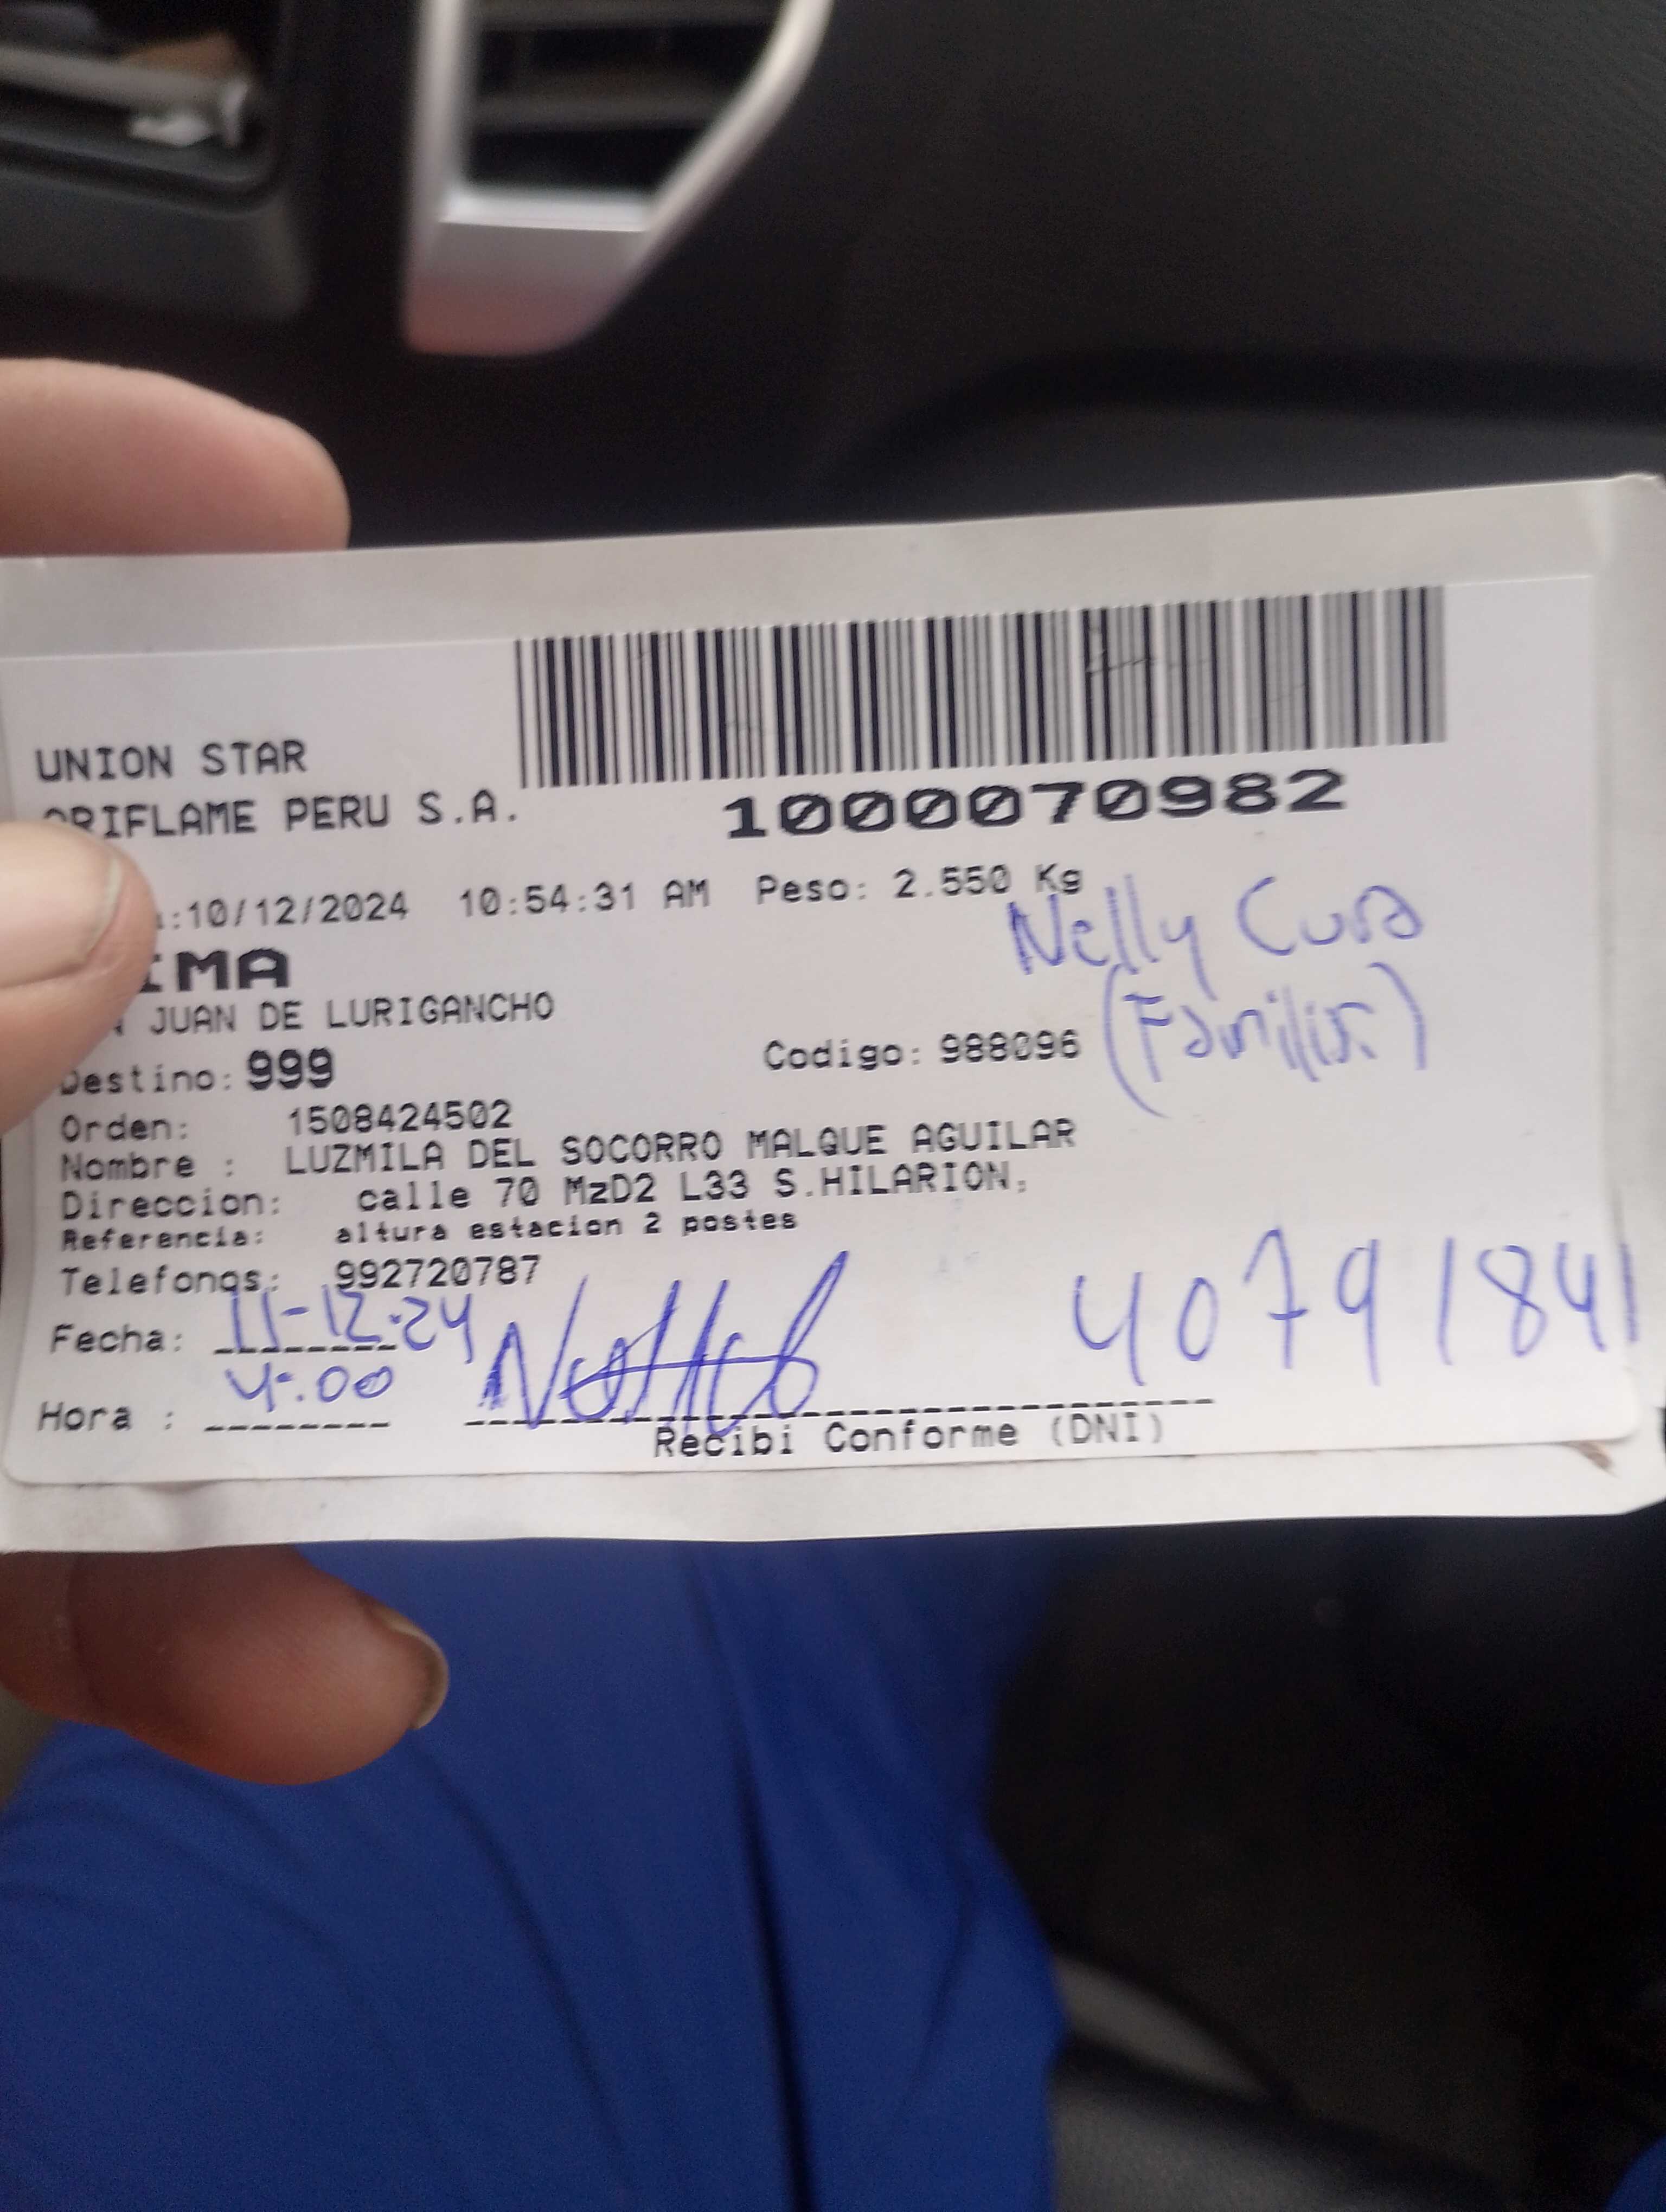 UNION STAR
ORIFLAME PERU S.A.
1000070982
:10/12/2024 10:54:31 AM Peso: 2.550 Kg
Nelly Cura
IMA
(Familiar)
JUAN DE LURIGANCHO
Destino: 999 Codigo: 988096
Orden: 1508424502
Nombre : LUZMILA DEL SOCORRO MALQUE AGUILAR
Direccion: calle 70 MzD2 L33 S.HILARION,
Referencia: altura estacion 2 postes
Telefonos: 992720787
Fecha: 11-12-24
40791841
Hora : 4:00
Recibi Conforme (DNI)